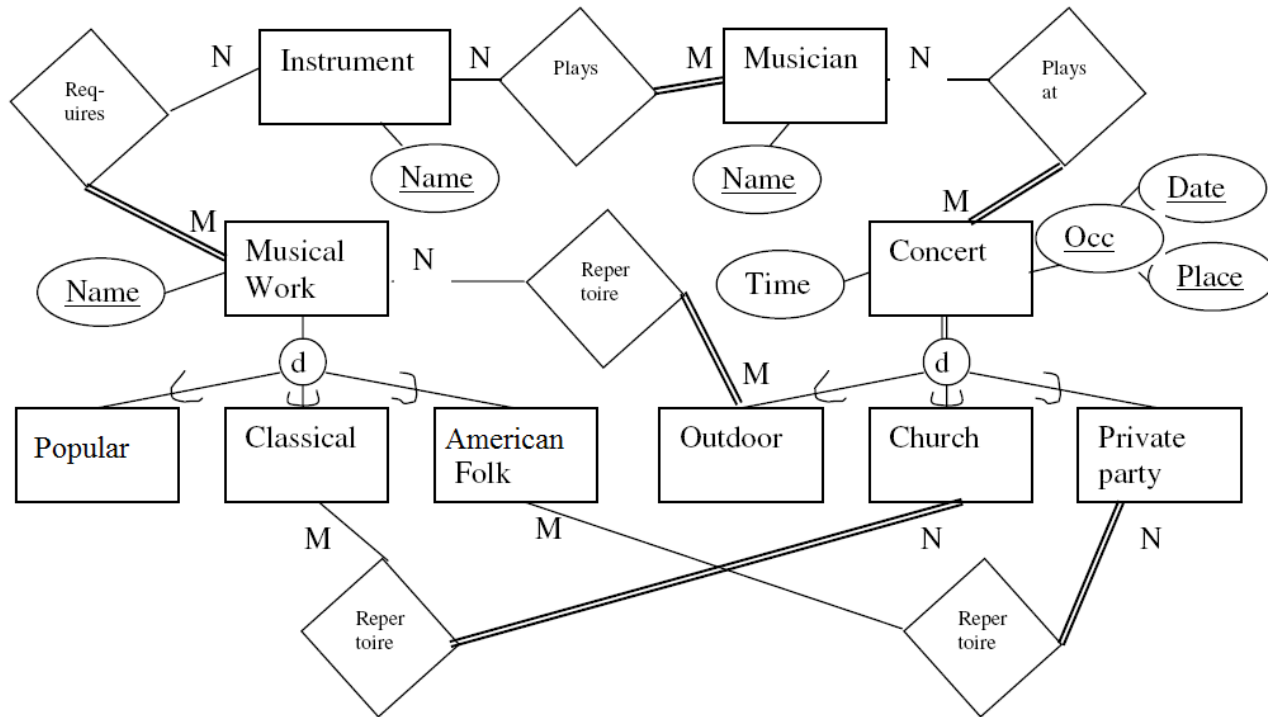 N
Instrument
N
Plays
M
Musician
N
Plays
at
Req-
uires
Name
Name
Date
M
M
Occ
Musical
Work
N
Reper
toire
Concert
Name
Time
Place
d
d
M
Popular
Classical
American
Folk
Outdoor
Church
Private
party
M
M
N
N
Reper
toire
Reper
toire